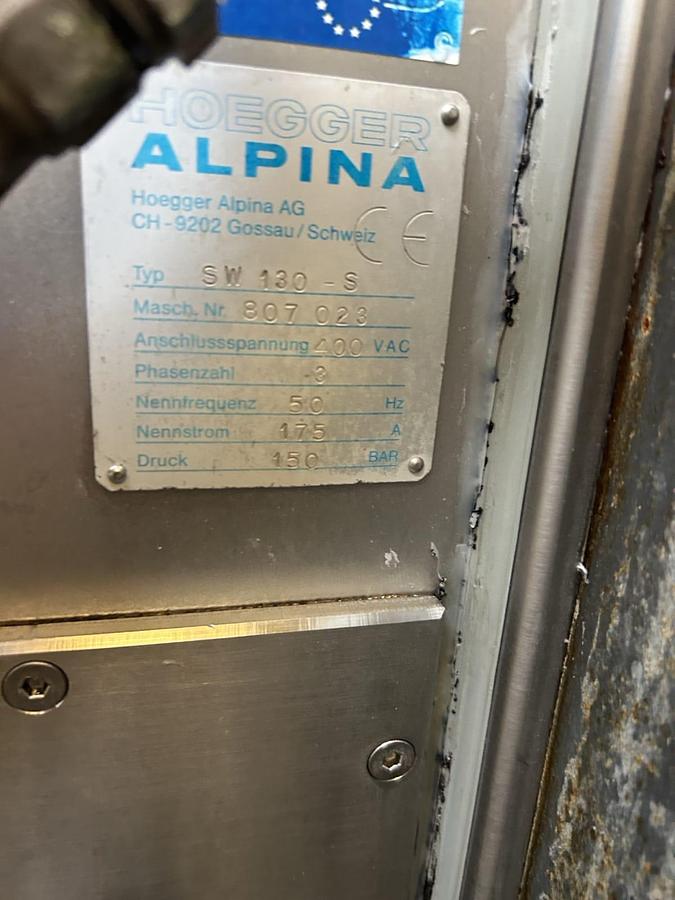 HOEGGER
ALPINA
Hoegger Alpina AG
CH-9202 Gossau/Schweiz
CE
Typ SW 130 - S
Masch. Nr. 807 023
Anschlussspannung 400 VAC
Phasenzahl 3
Nennfrequenz 50 Hz
Nennstrom 175 A
Druck 150 BAR